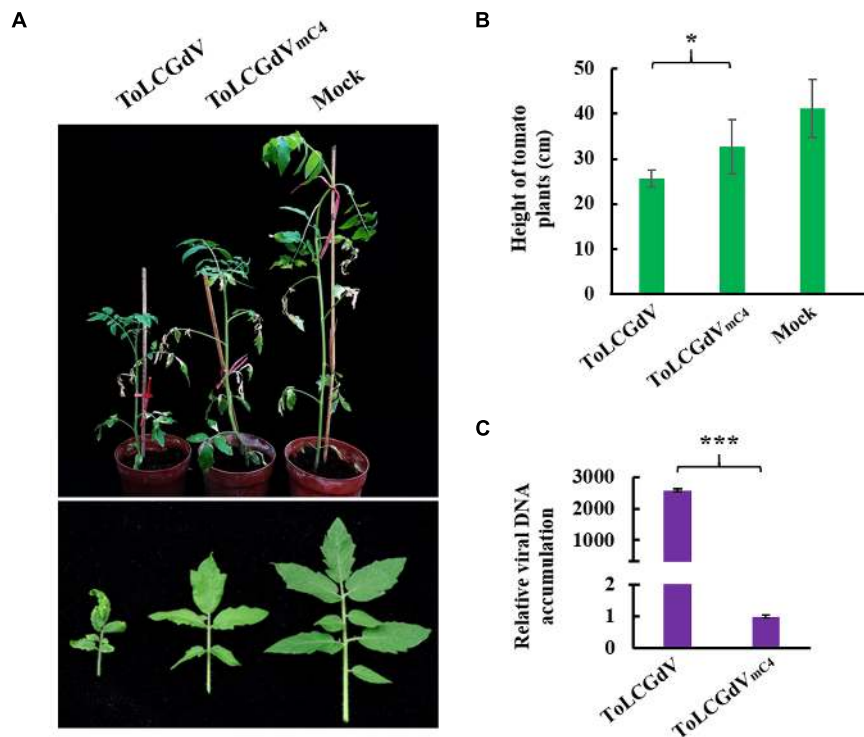 A
ToLCGdV
ToLCGdVmC4
Mock
B
*
50
40
30
20
10
0
Height of tomato
plants (cm)
ToLCGdV
ToLCGdVmC4
Mock
C
***
3000
2000
1000
2
1
0
Relative viral DNA
accumulation
ToLCGdV
ToLCGdVmC4